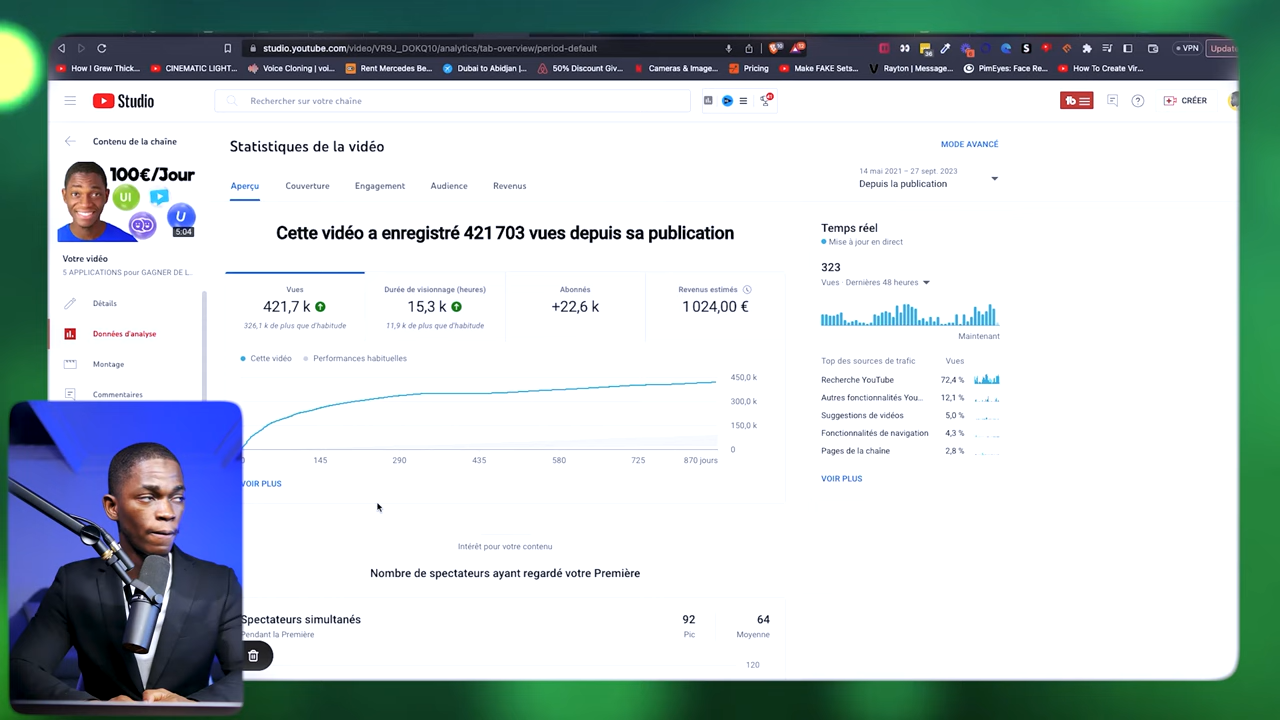 studio.youtube.com/video/VR9J_DOKQ10/analytics/tab-overview/period-default
VPN
Updat
How I Grew Thick...
CINEMATIC LIGHT...
Voice Cloning | vol...
Rent Mercedes Be...
Dubai to Abidjan |...
50% Discount Giv...
Cameras & Image...
Pricing
Make FAKE Sets...
Rayton | Message...
PimEyes: Face Re...
How To Create Vir...
Studio
Rechercher sur votre chaîne
CRÉER
Contenu de la chaîne
100€/Jour
UI
U
5:04
Votre vidéo
5 APPLICATIONS pour GAGNER DE L...
Détails
Données d'analyse
Montage
Commentaires
Statistiques de la vidéo
MODE AVANCÉ
Aperçu
Couverture
Engagement
Audience
Revenus
14 mai 2021 – 27 sept. 2023
Depuis la publication
Cette vidéo a enregistré 421 703 vues depuis sa publication
Vues
421,7 k
326,1 k de plus que d'habitude
Durée de visionnage (heures)
15,3 k
11,9 k de plus que d'habitude
Abonnés
+22,6 k
Revenus estimés
1 024,00 €
Cette vidéo
Performances habituelles
450,0 k
300,0 k
150,0 k
0
0
145
290
435
580
725
870 jours
VOIR PLUS
Intérêt pour votre contenu
Nombre de spectateurs ayant regardé votre Première
Spectateurs simultanés
Pendant la Première
92
Pic
64
Moyenne
120
Temps réel
Mise à jour en direct
323
Vues · Dernières 48 heures
Maintenant
Top des sources de trafic
Vues
Recherche YouTube
72,4 %
Autres fonctionnalités You...
12,1 %
Suggestions de vidéos
5,0 %
Fonctionnalités de navigation
4,3 %
Pages de la chaîne
2,8 %
VOIR PLUS